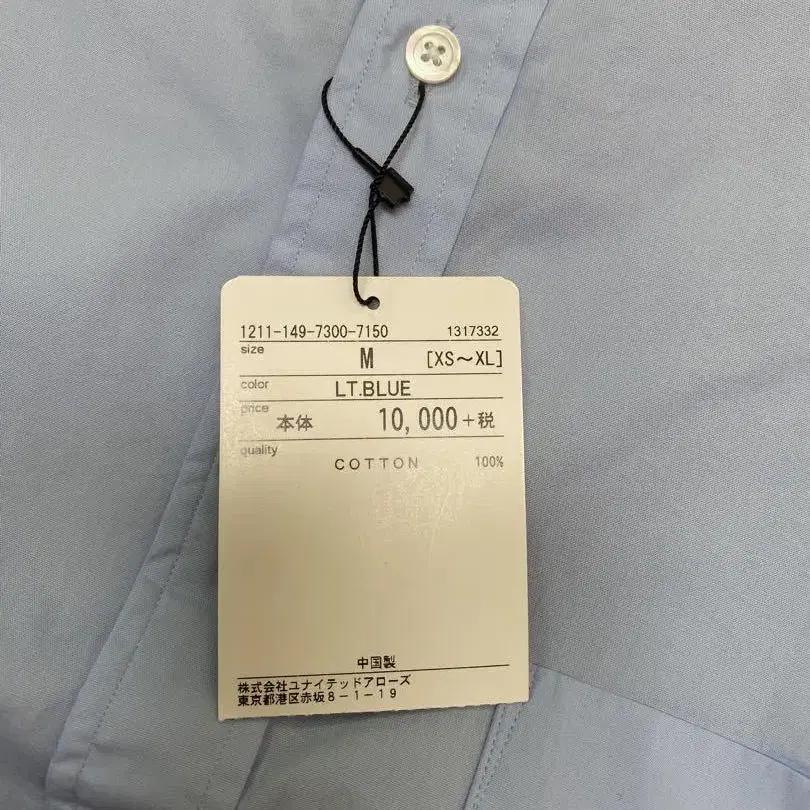 1211-149-7300-7150 1317332
size M [XS～XL]
color LT.BLUE
price 本体 10,000+税
quality COTTON 100%
中国製
株式会社ユナイテッドアローズ
東京都港区赤坂8－1－19